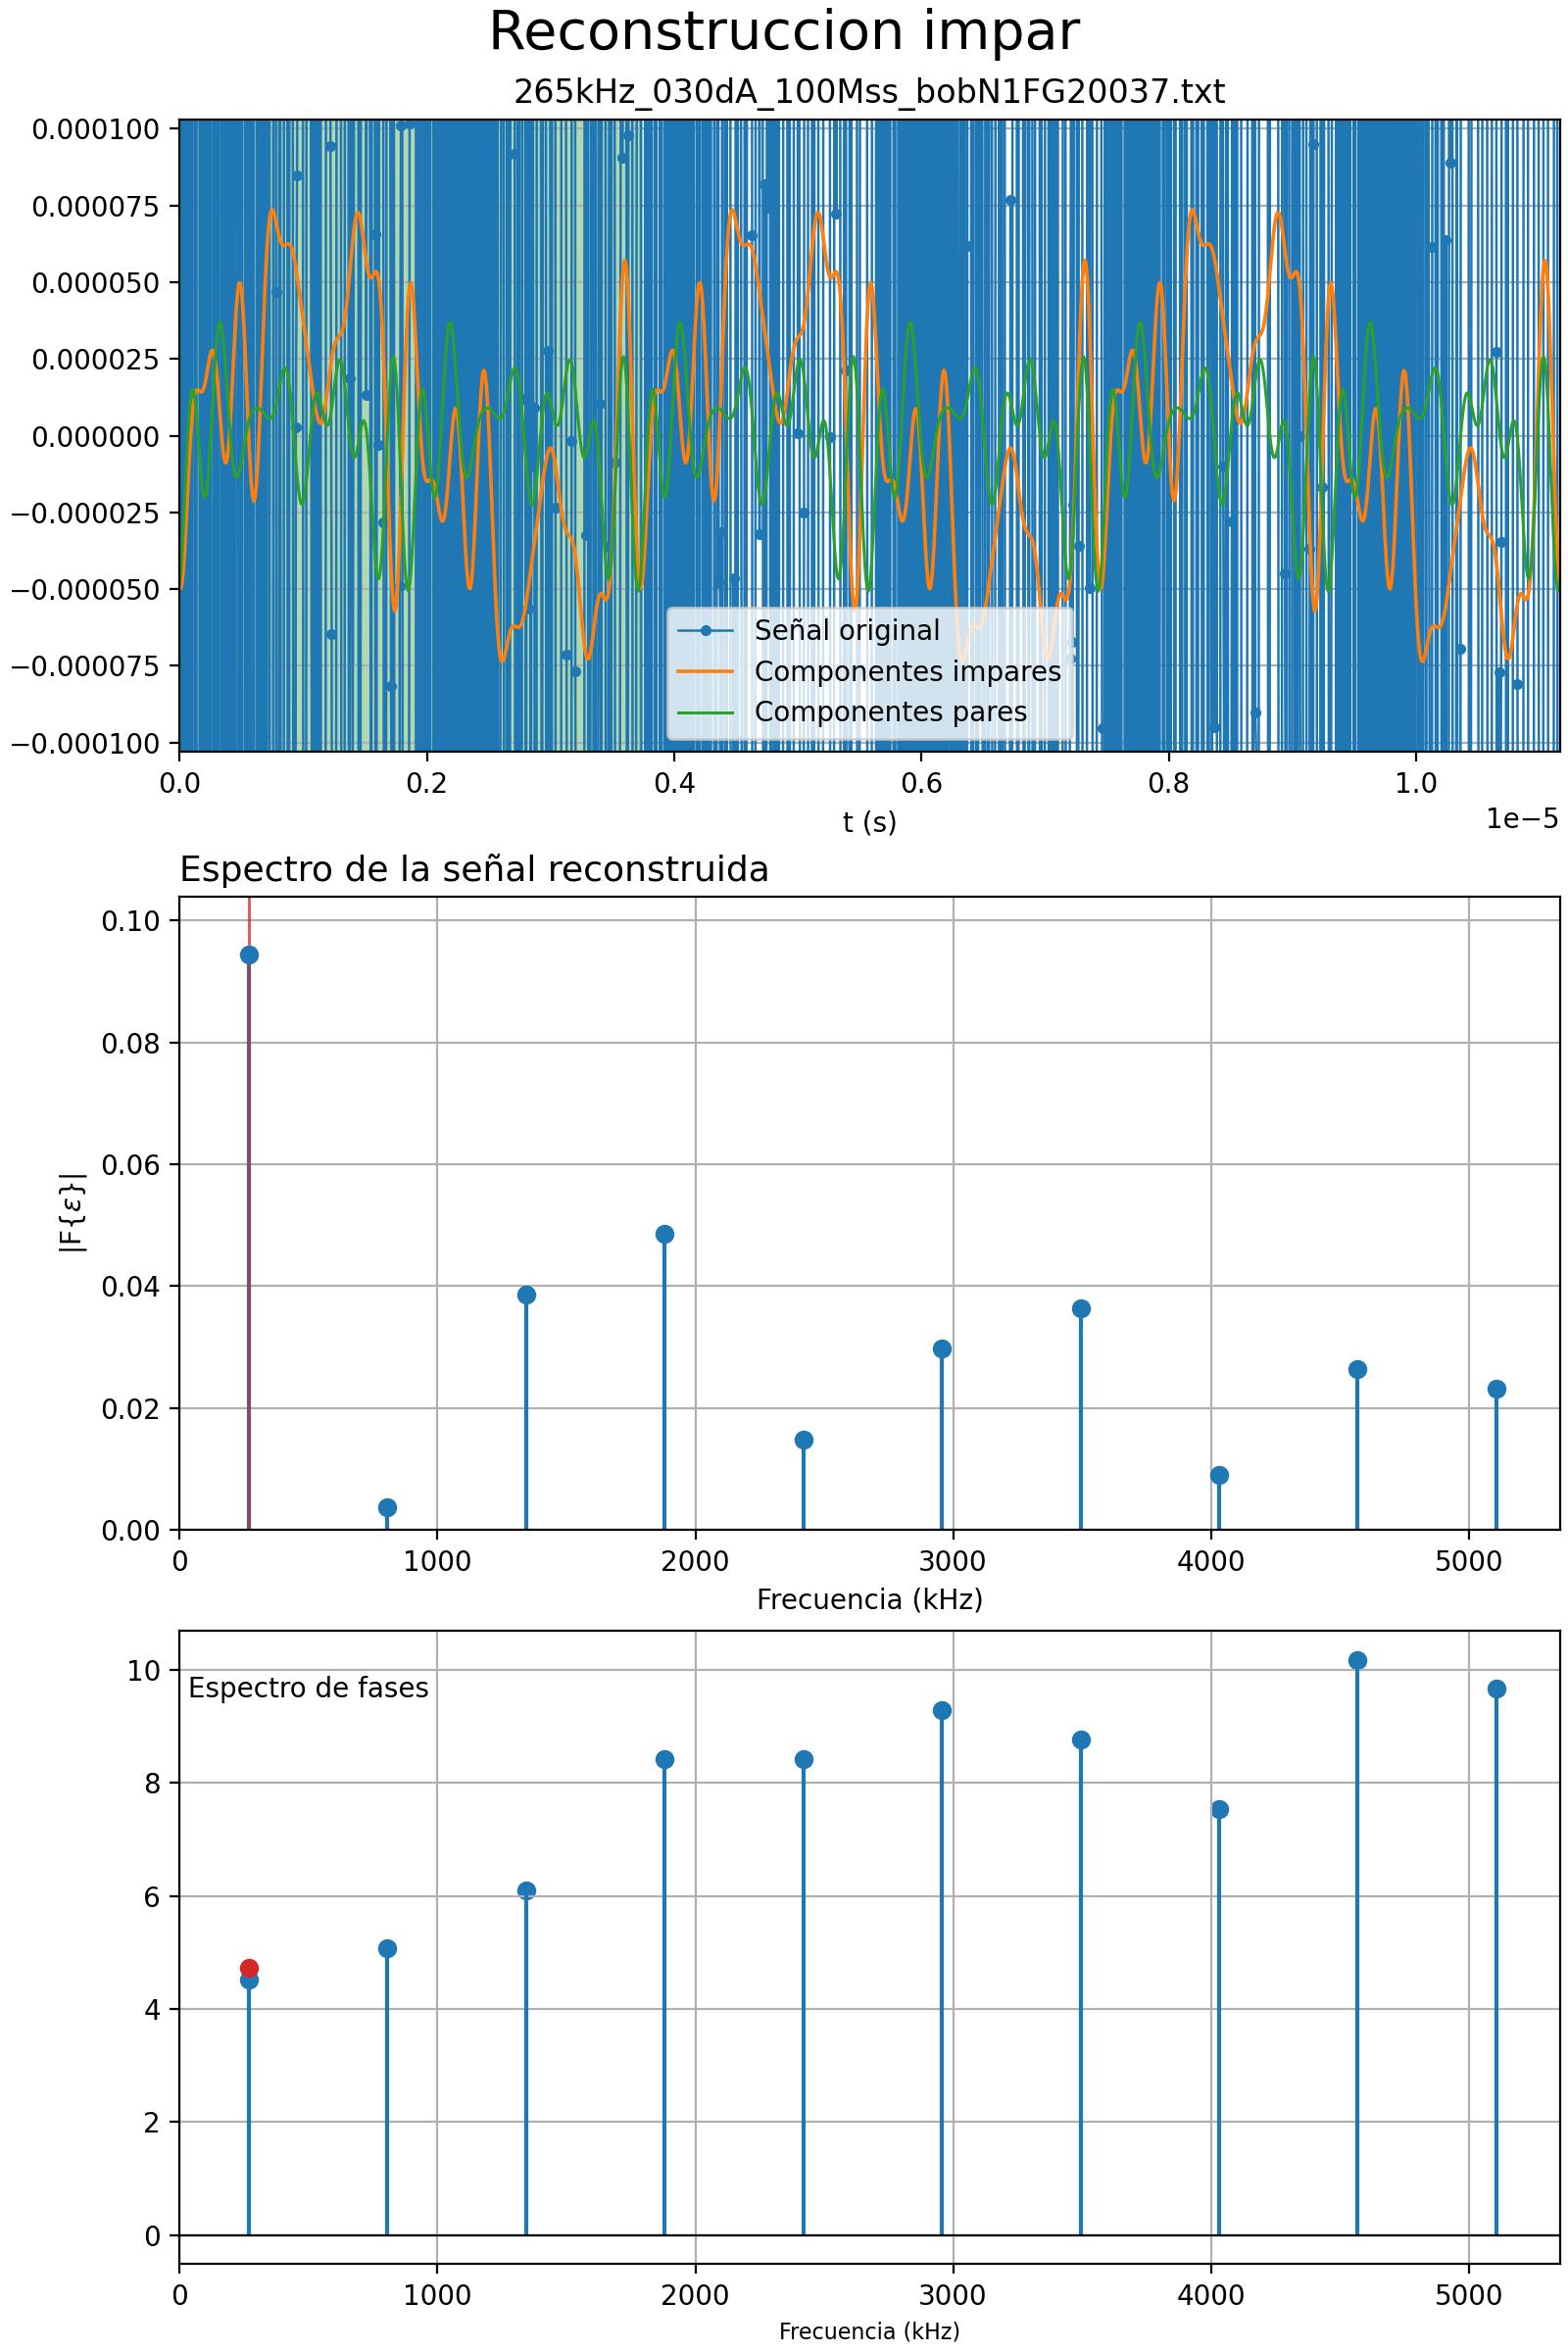 Reconstruccion impar
265kHz_030dA_100Mss_bobN1FG20037.txt
0.000100
0.000075
0.000050
0.000025
0.000000
−0.000025
−0.000050
−0.000075
−0.000100
Señal original
Componentes impares
Componentes pares
0.0 0.2 0.4 0.6 0.8 1.0
1e−5
t (s)
Espectro de la señal reconstruida
0.10
0.08
0.06
0.04
0.02
0.00
|F{ε}|
0 1000 2000 3000 4000 5000
Frecuencia (kHz)
Espectro de fases
10
8
6
4
2
0
0 1000 2000 3000 4000 5000
Frecuencia (kHz)